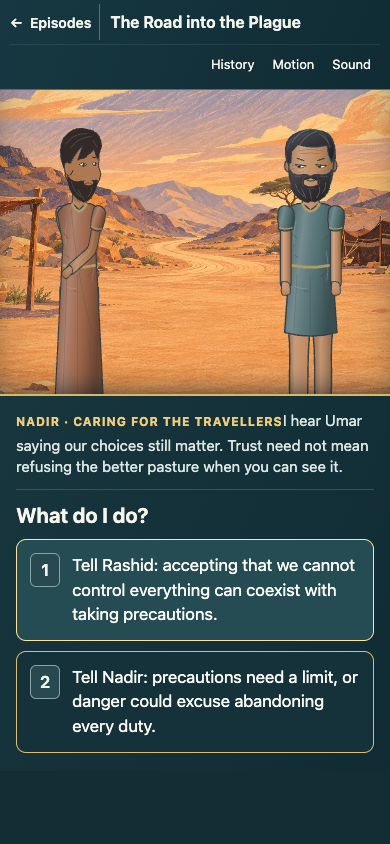 ← Episodes
The Road into the Plague
History Motion Sound
NADIR · CARING FOR THE TRAVELLERSI hear Umar
saying our choices still matter. Trust need not mean
refusing the better pasture when you can see it.
What do I do?
1
Tell Rashid: accepting that we cannot
control everything can coexist with
taking precautions.
2
Tell Nadir: precautions need a limit, or
danger could excuse abandoning
every duty.